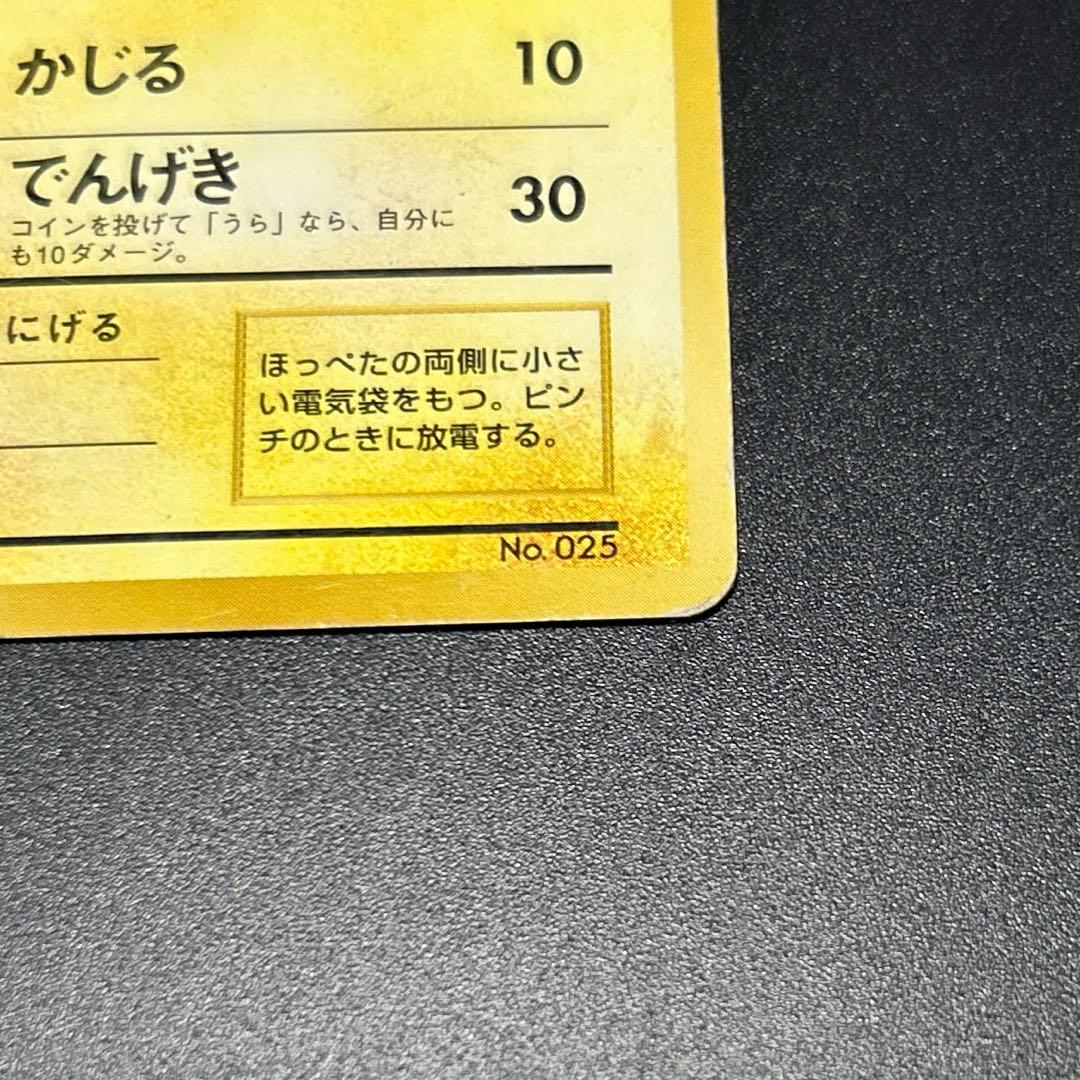 かじる 10
でんげき 30
コインを投げて「うら」なら、自分に
も10ダメージ。
にげる
ほっぺたの両側に小さ
い電気袋をもつ。ピン
チのときに放電する。
No. 025